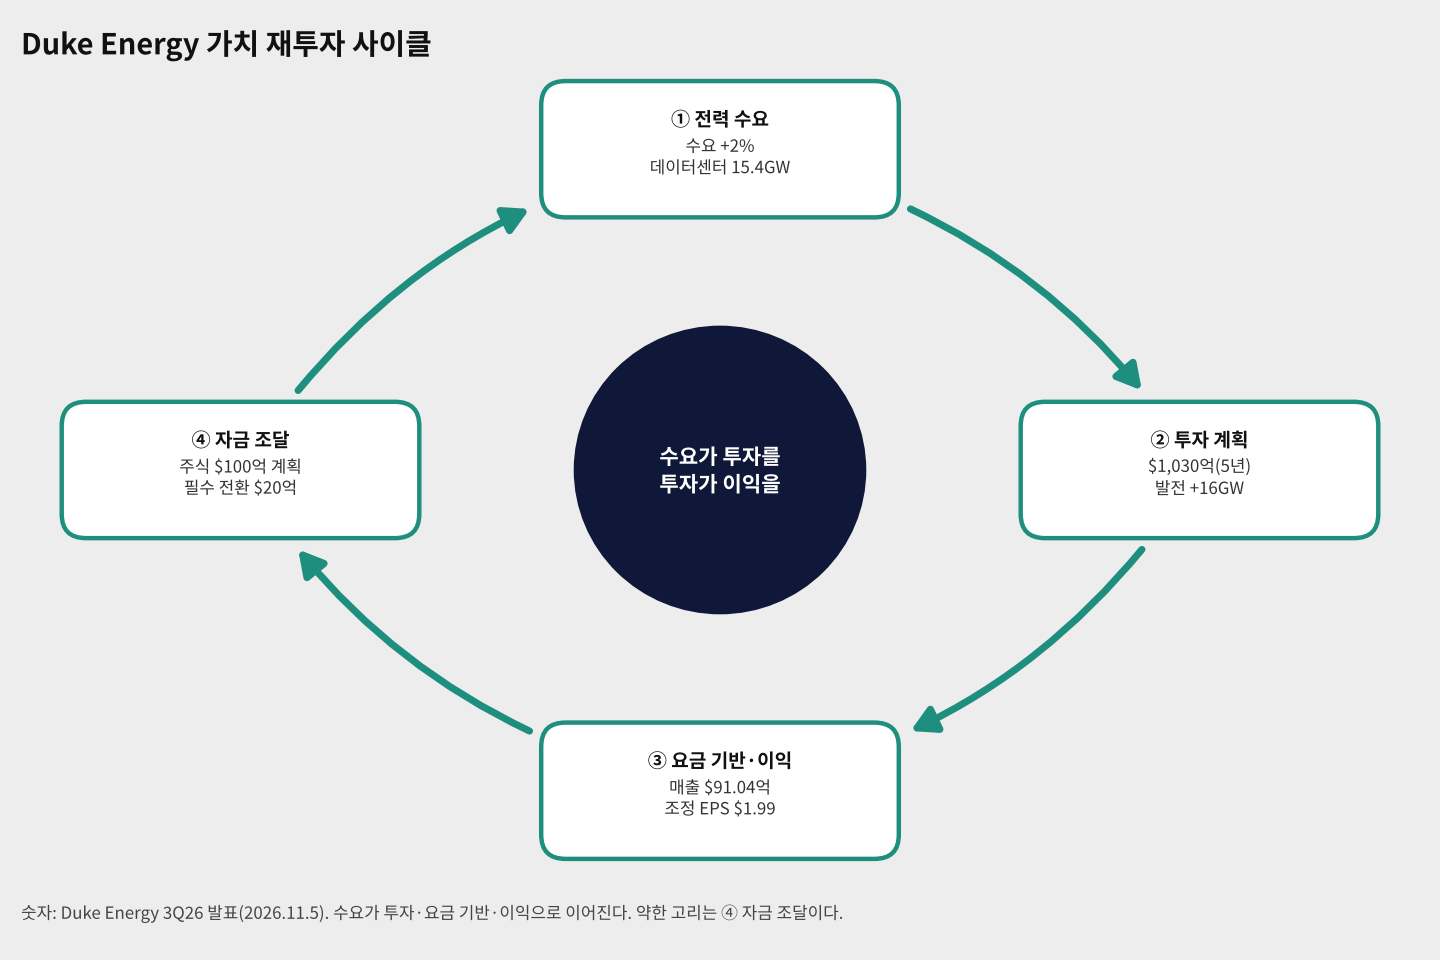 Duke Energy 가치 재투자 사이클
① 전력 수요
수요 +2%
데이터센터 15.4GW
② 투자 계획
$1,030억(5년)
발전 +16GW
③ 요금 기반·이익
매출 $91.04억
조정 EPS $1.99
④ 자금 조달
주식 $100억 계획
필수 전환 $20억
수요가 투자를
투자가 이익을
숫자: Duke Energy 3Q26 발표(2026.11.5). 수요가 투자·요금 기반·이익으로 이어진다. 약한 고리는 ④ 자금 조달이다.